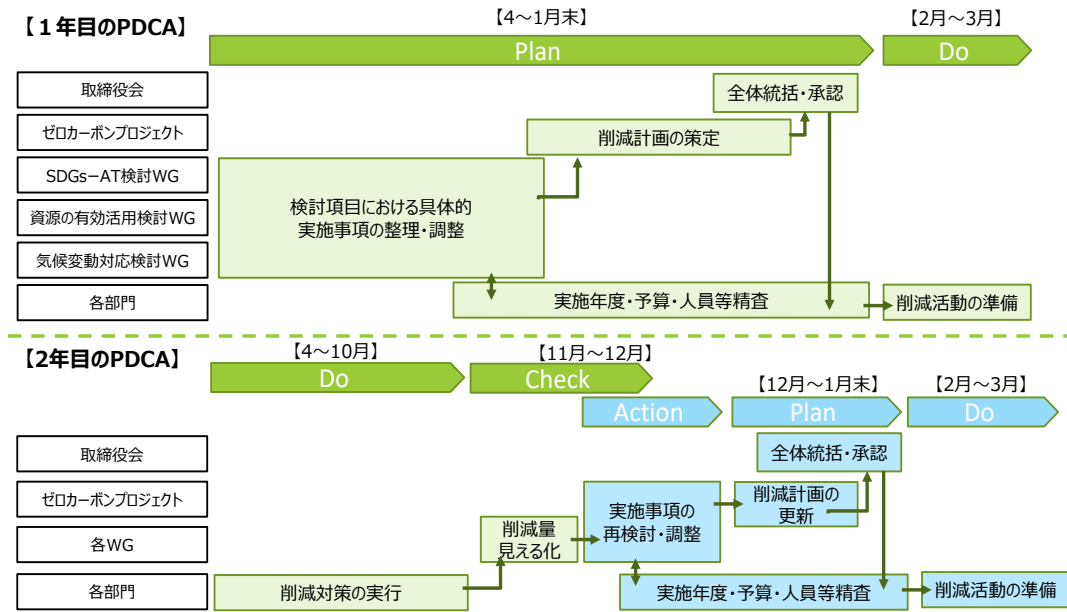 【1年目のPDCA】
【4～1月末】
【2月～3月】
Plan
Do
取締役会
全体統括・承認
ゼロカーボンプロジェクト
削減計画の策定
SDGs－AT検討WG
資源の有効活用検討WG
気候変動対応検討WG
検討項目における具体的
実施事項の整理・調整
各部門
実施年度・予算・人員等精査
削減活動の準備
【2年目のPDCA】
【4～10月】
【11月～12月】
Do
Check
【12月～1月末】
【2月～3月】
Action
Plan
Do
取締役会
全体統括・承認
ゼロカーボンプロジェクト
削減計画の
更新
各WG
削減量
見える化
実施事項の
再検討・調整
各部門
削減対策の実行
実施年度・予算・人員等精査
削減活動の準備